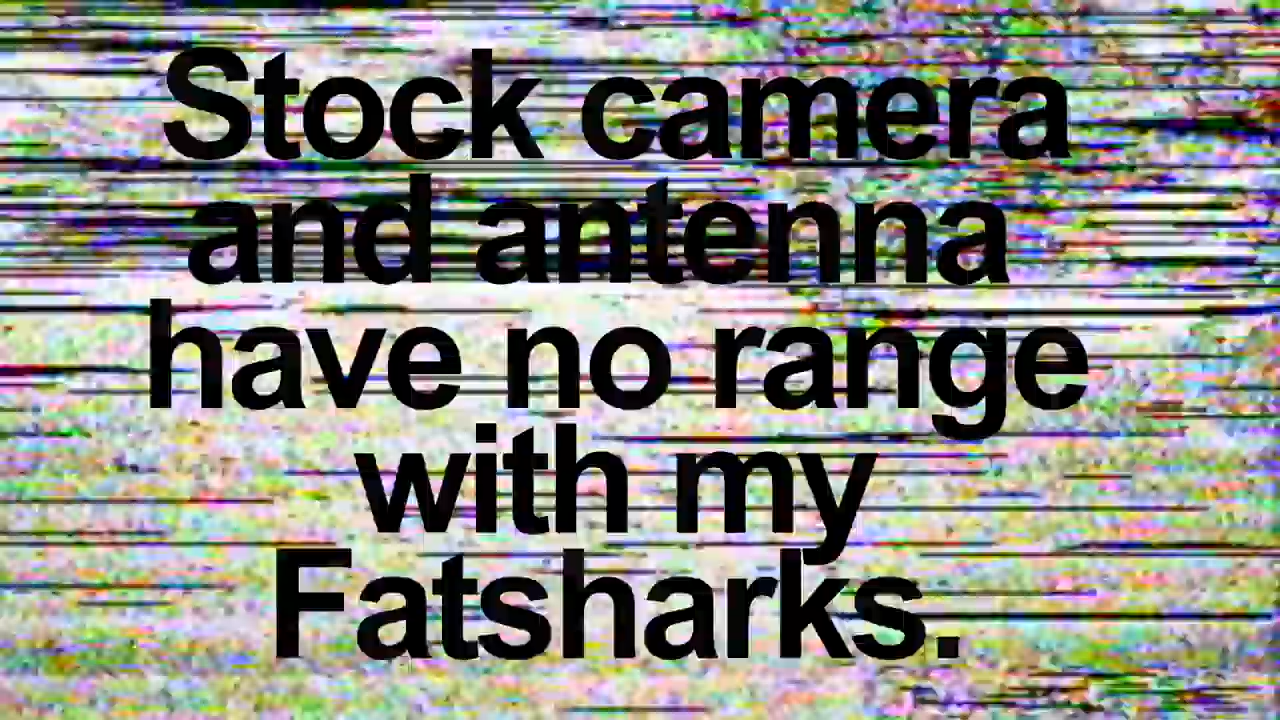 Stock camera
and antenna
have no range
with my
Fatsharks.